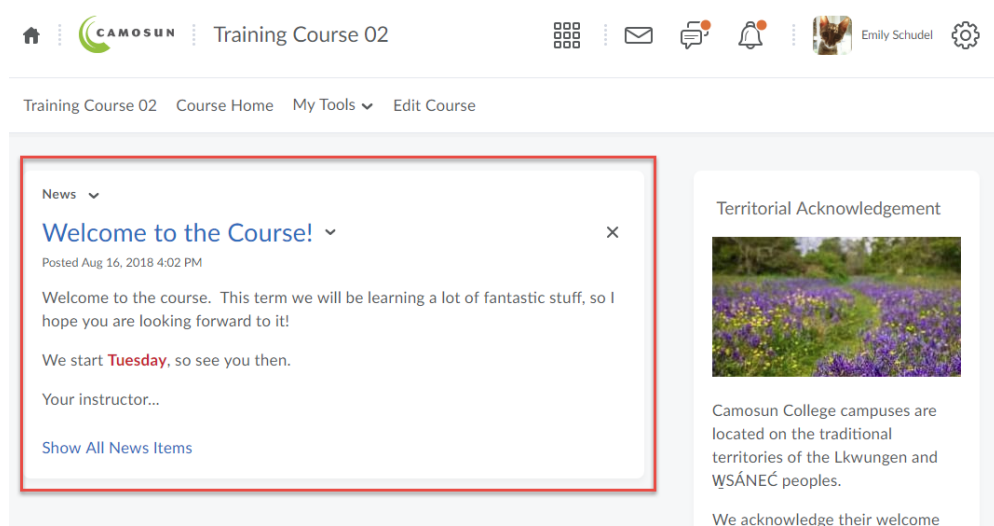 CAMOSUN
Training Course 02
Emily Schudel
Training Course 02 Course Home My Tools Edit Course
News
Welcome to the Course!
Posted Aug 16, 2018 4:02 PM
Welcome to the course. This term we will be learning a lot of fantastic stuff, so I
hope you are looking forward to it!
We start Tuesday, so see you then.
Your instructor...
Show All News Items
Territorial Acknowledgement
Camosun College campuses are
located on the traditional
territories of the Lkwungen and
W̱SÁNEĆ peoples.
We acknowledge their welcome